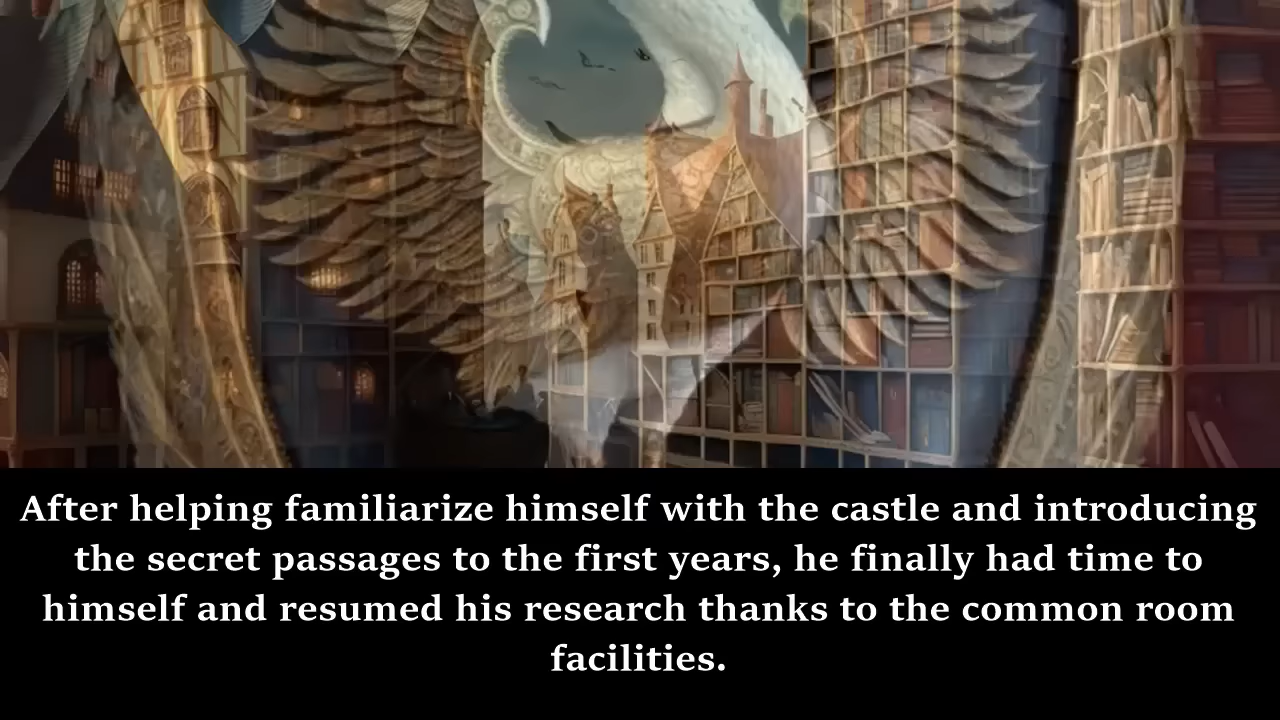 After helping familiarize himself with the castle and introducing
the secret passages to the first years, he finally had time to
himself and resumed his research thanks to the common room
facilities.